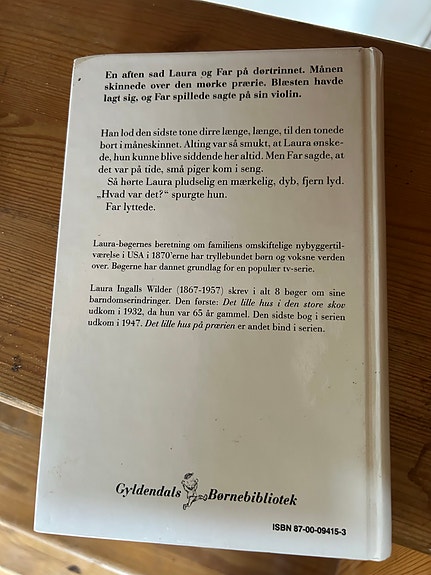 En aften sad Laura og Far på dørtrinnet. Månen
skinnede over den mørke prærie. Blæsten havde
lagt sig, og Far spillede sagte på sin violin.
Han lod den sidste tone dirre længe, længe, til den tonede
bort i måneskinnet. Alting var så smukt, at Laura ønske-
de, hun kunne blive siddende her altid. Men Far sagde, at
det var på tide, små piger kom i seng.
Så hørte Laura pludselig en mærkelig, dyb, fjern lyd.
„Hvad var det?“ spurgte hun.
Far lyttede.
Laura-bøgernes beretning om familiens omskiftelige nybyggertil-
værelse i USA i 1870'erne har tryllebundet børn og voksne verden
over. Bøgerne har dannet grundlag for en populær tv-serie.
Laura Ingalls Wilder (1867-1957) skrev i alt 8 bøger om sine
barndomserindringer. Den første: Det lille hus i den store skov
udkom i 1932, da hun var 65 år gammel. Den sidste bog i serien
udkom i 1947. Det lille hus på prærien er andet bind i serien.
Gyldendals Børnebibliotek
ISBN 87-00-09415-3